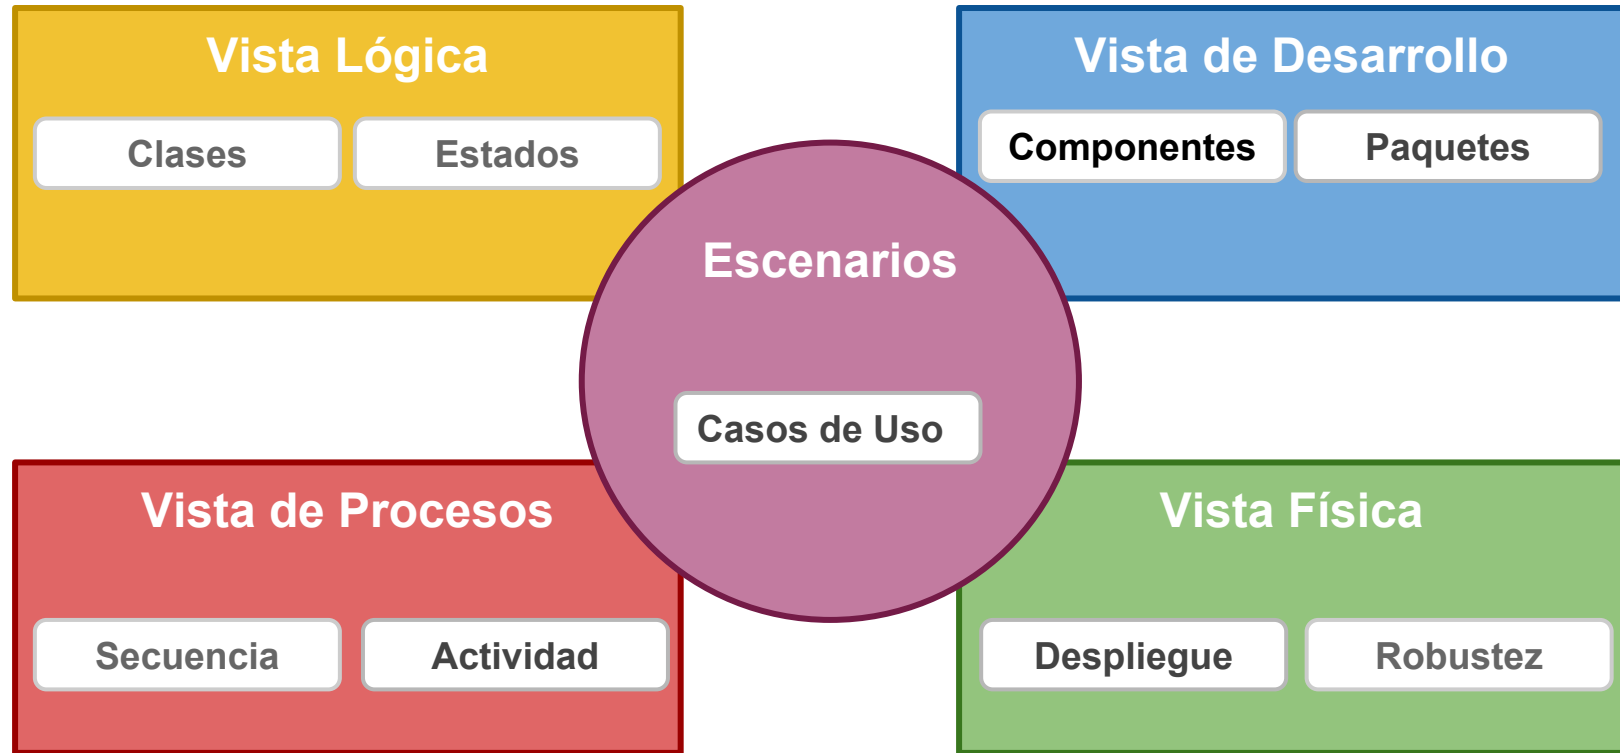 Vista Lógica
Clases
Estados
Vista de Desarrollo
Componentes
Paquetes
Escenarios
Casos de Uso
Vista de Procesos
Secuencia
Actividad
Vista Física
Despliegue
Robustez